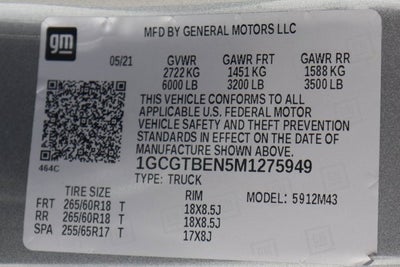 gm
MFD BY GENERAL MOTORS LLC
05/21 GVWR GAWR FRT GAWR RR
2722 KG 1451 KG 1588 KG
6000 LB 3200 LB 3500 LB
THIS VEHICLE CONFORMS TO ALL
APPLICABLE U.S. FEDERAL MOTOR
VEHICLE SAFETY AND THEFT PREVENTION
STANDARDS IN EFFECT ON THE DATE OF
MANUFACTURE SHOWN ABOVE.
464C
1GCGTBEN5M1275949
TYPE: TRUCK
TIRE SIZE RIM MODEL: 5912M43
FRT 265/60R18 T 18X8.5J
RR 265/60R18 T 18X8.5J
SPA 255/65R17 T 17X8J